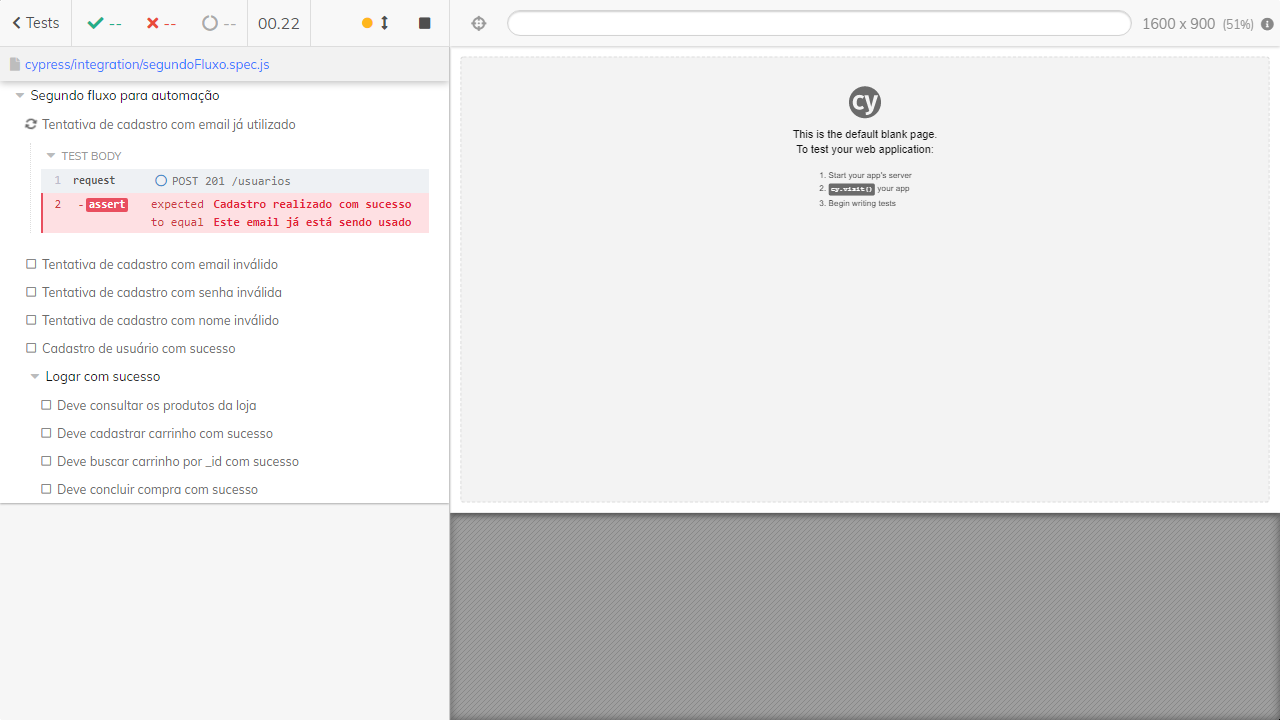 Tests
--
--
--
00.22
1600 x 900 (51%)
cypress/integration/segundoFluxo.spec.js
Segundo fluxo para automação
Tentativa de cadastro com email já utilizado
TEST BODY
1 request POST 201 /usuarios
2 -assert expected Cadastro realizado com sucesso
to equal Este email já está sendo usado
Tentativa de cadastro com email inválido
Tentativa de cadastro com senha inválida
Tentativa de cadastro com nome inválido
Cadastro de usuário com sucesso
Logar com sucesso
Deve consultar os produtos da loja
Deve cadastrar carrinho com sucesso
Deve buscar carrinho por _id com sucesso
Deve concluir compra com sucesso
cy
This is the default blank page.
To test your web application:
1. Start your app's server
2. cy.visit() your app
3. Begin writing tests